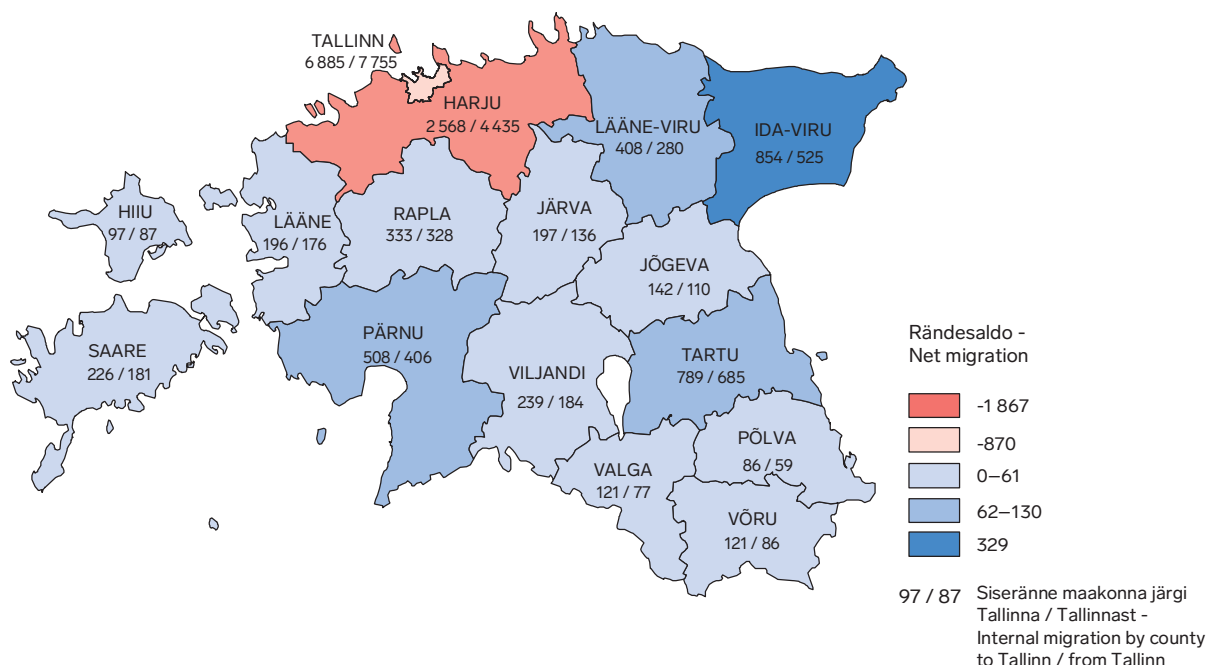 TALLINN
6 885 / 7 755
HARJU
2 568 / 4 435
LÄÄNE-VIRU
408 / 280
IDA-VIRU
854 / 525
HIIU
97 / 87
LÄÄNE
196 / 176
RAPLA
333 / 328
JÄRVA
197 / 136
JÕGEVA
142 / 110
SAARE
226 / 181
PÄRNU
508 / 406
VILJANDI
239 / 184
TARTU
789 / 685
VALGA
121 / 77
PÕLVA
86 / 59
VÕRU
121 / 86
Rändesaldo -
Net migration
-1 867
-870
0–61
62–130
329
97 / 87
Siseränne maakonna järgi
Tallinna / Tallinnast -
Internal migration by county
to Tallinn / from Tallinn